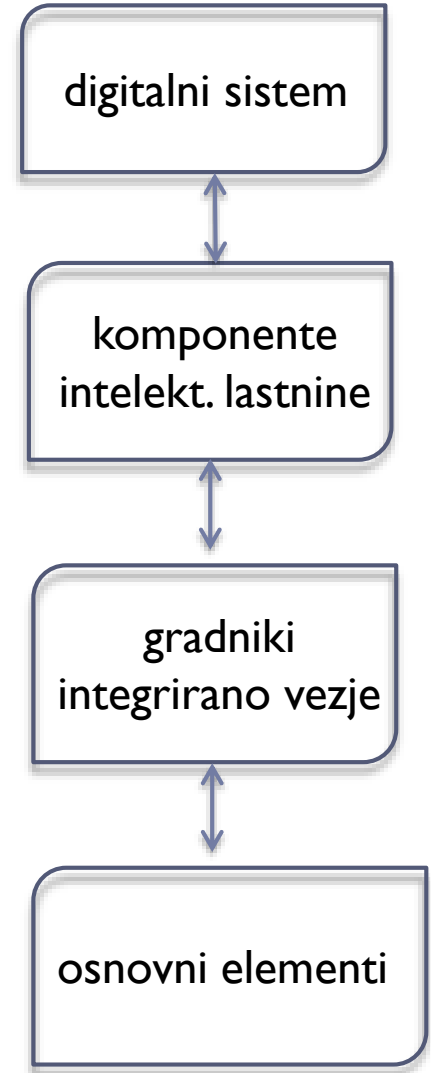 digitalni sistem
komponente
intelekt. lastnine
gradniki
integrirano vezje
osnovni elementi